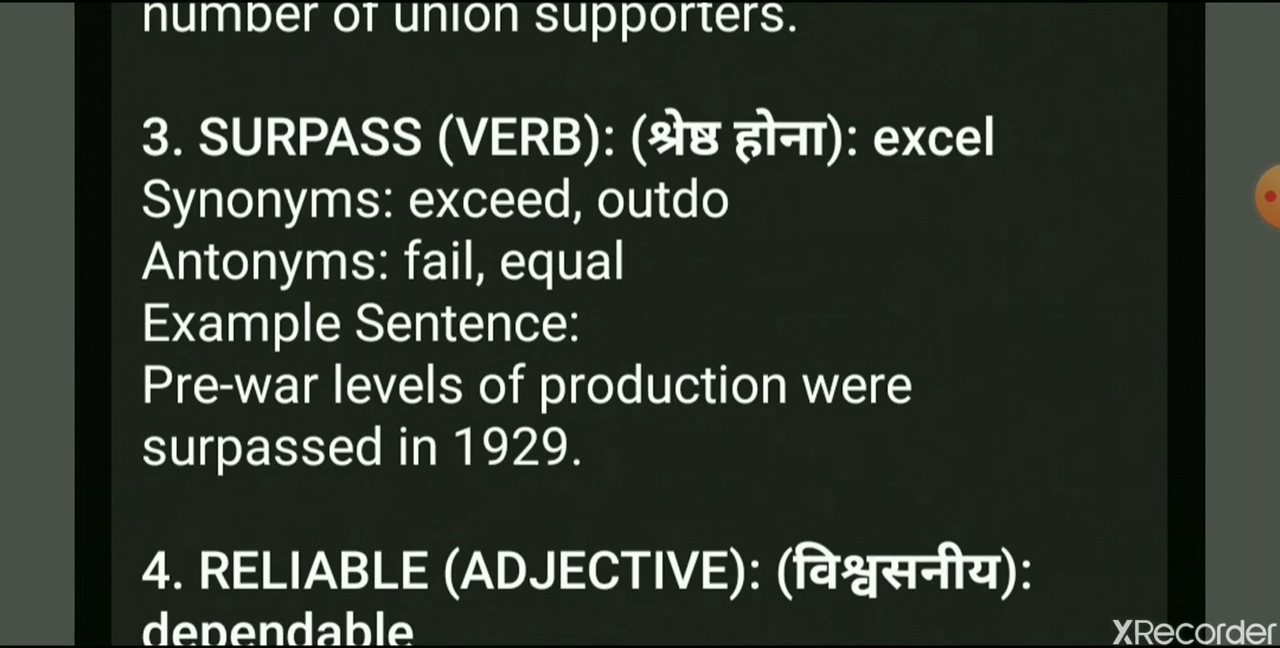 number of union supporters.
3. SURPASS (VERB): (श्रेष्ठ होना): excel
Synonyms: exceed, outdo
Antonyms: fail, equal
Example Sentence:
Pre-war levels of production were
surpassed in 1929.
4. RELIABLE (ADJECTIVE): (विश्वसनीय):
dependable
XRecorder